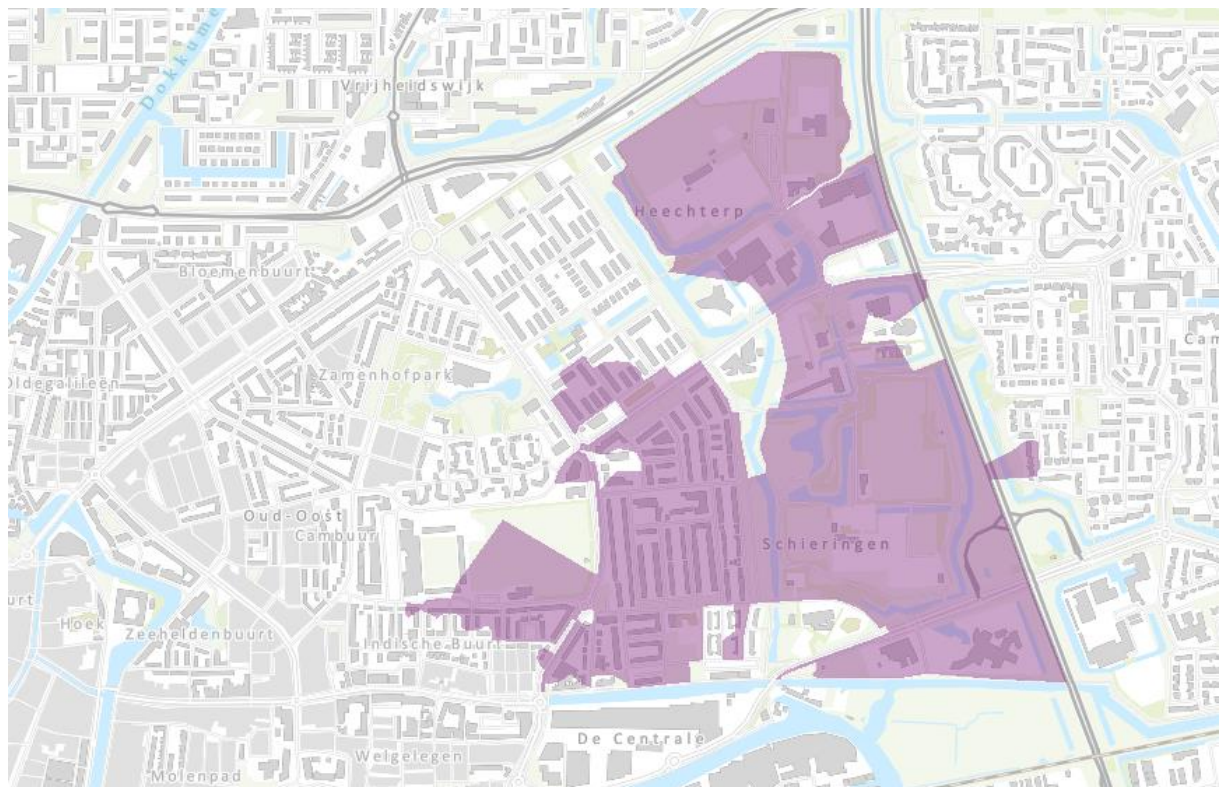 Dokkume
Vrijheidswijk
Heechterp
Bloemenbuurt
Cam
Zamenhofpark
Oldegalileen
Oud-Oost
Cambuur
Schieringen
urt
Hoek
Zeeheldenbuurt
Indische Buurt
De Centrale
Welgelegen
Molenpad